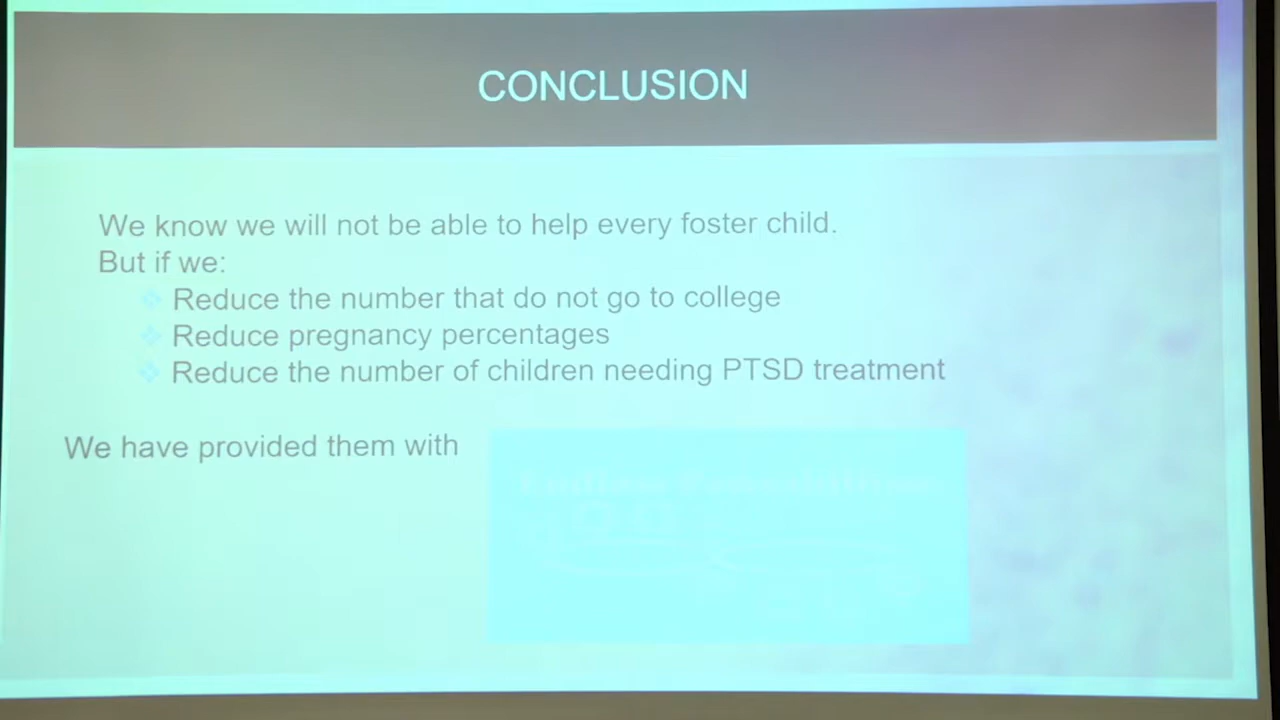 CONCLUSION
We know we will not be able to help every foster child.
But if we:
Reduce the number that do not go to college
Reduce pregnancy percentages
Reduce the number of children needing PTSD treatment
We have provided them with